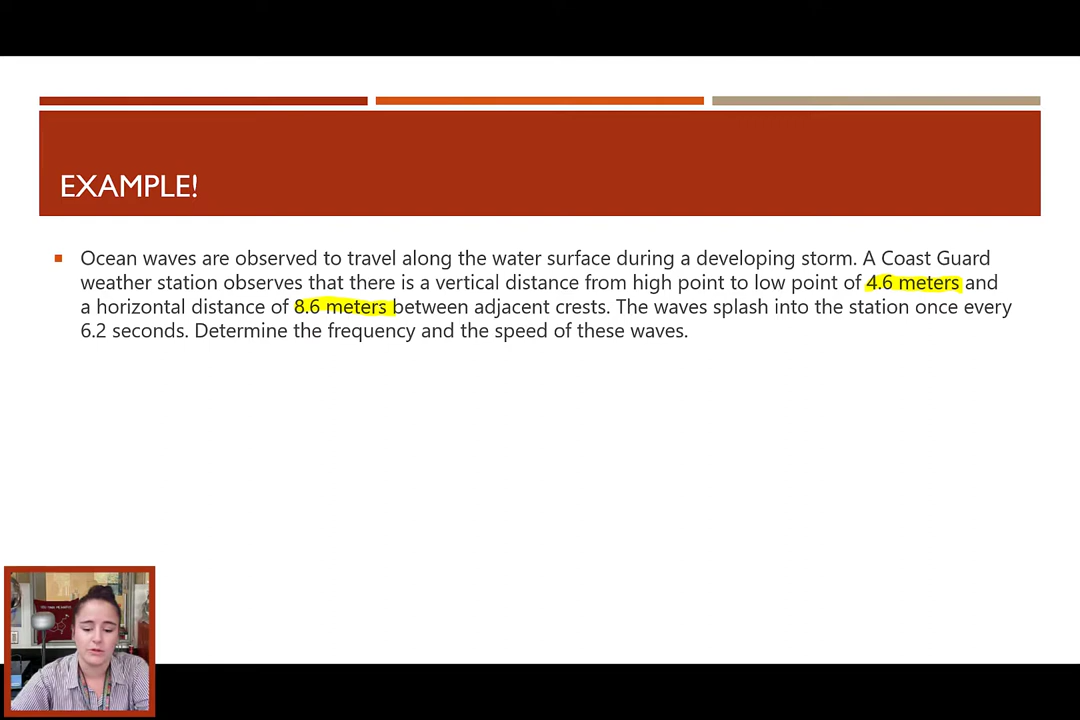 EXAMPLE!
Ocean waves are observed to travel along the water surface during a developing storm. A Coast Guard
weather station observes that there is a vertical distance from high point to low point of 4.6 meters and
a horizontal distance of 8.6 meters between adjacent crests. The waves splash into the station once every
6.2 seconds. Determine the frequency and the speed of these waves.